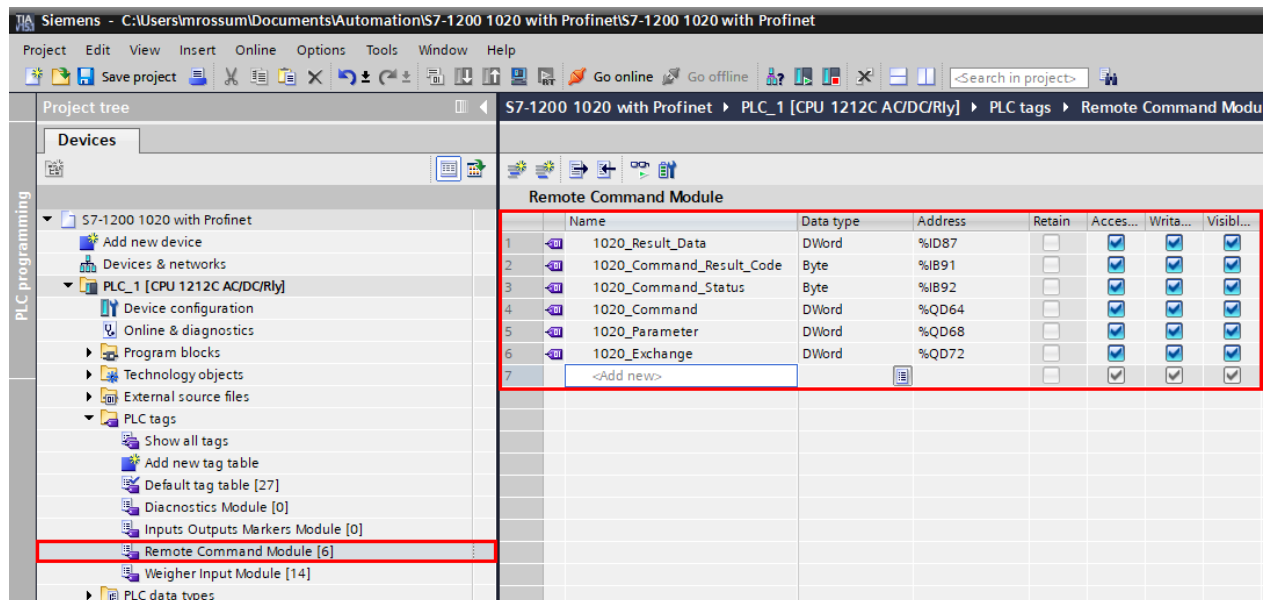 Siemens - C:\Users\mrossum\Documents\Automation\S7-1200 1020 with Profinet\S7-1200 1020 with Profinet
Project Edit View Insert Online Options Tools Window Help
Save project Go online Go offline <Search in project>
Project tree
S7-1200 1020 with Profinet PLC_1 [CPU 1212C AC/DC/Rly] PLC tags Remote Command Modu
Devices
PLC programming
Remote Command Module
S7-1200 1020 with Profinet
Add new device
Devices & networks
PLC_1 [CPU 1212C AC/DC/Rly]
Device configuration
Online & diagnostics
Program blocks
Technology objects
External source files
PLC tags
Show all tags
Add new tag table
Default tag table [27]
Diacnostics Module [0]
Inputs Outputs Markers Module [0]
Remote Command Module [6]
Weigher Input Module [14]
PLC data types
Name Data type Address Retain Acces... Writa... Visibl...
1 1020_Result_Data DWord %ID87
2 1020_Command_Result_Code Byte %IB91
3 1020_Command_Status Byte %IB92
4 1020_Command DWord %QD64
5 1020_Parameter DWord %QD68
6 1020_Exchange DWord %QD72
7 <Add new>